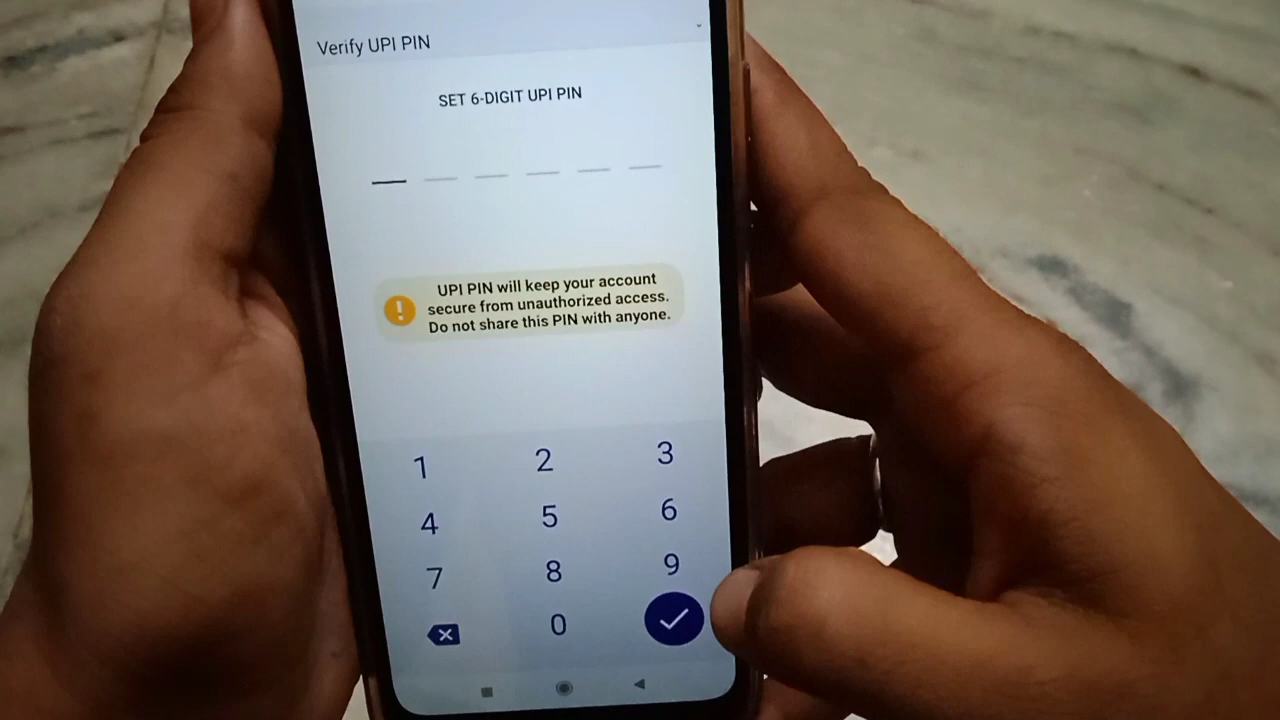 Verify UPI PIN
SET 6-DIGIT UPI PIN
UPI PIN will keep your account
secure from unauthorized access.
Do not share this PIN with anyone.
1 2 3
4 5 6
7 8 9
0